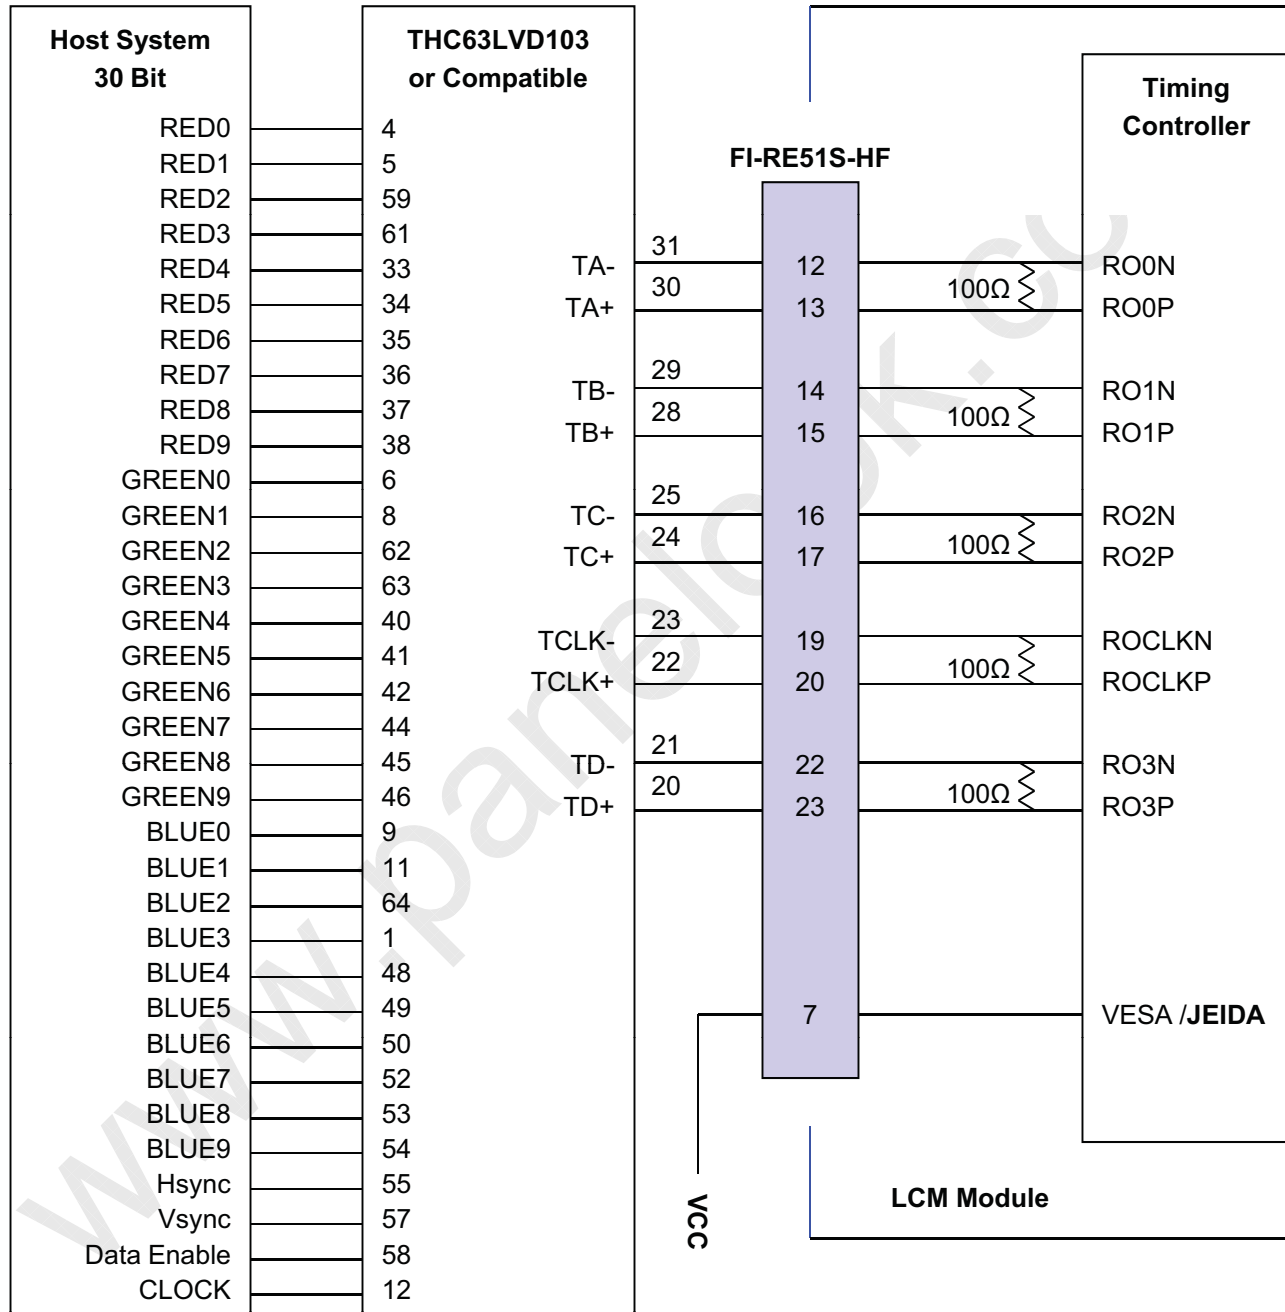 Host System
30 Bit
THC63LVD103
or Compatible
Timing
Controller
FI-RE51S-HF
RED0 4
RED1 5
RED2 59
RED3 61
RED4 33
RED5 34
RED6 35
RED7 36
RED8 37
RED9 38
GREEN0 6
GREEN1 8
GREEN2 62
GREEN3 63
GREEN4 40
GREEN5 41
GREEN6 42
GREEN7 44
GREEN8 45
GREEN9 46
BLUE0 9
BLUE1 11
BLUE2 64
BLUE3 1
BLUE4 48
BLUE5 49
BLUE6 50
BLUE7 52
BLUE8 53
BLUE9 54
Hsync 55
Vsync 57
Data Enable 58
CLOCK 12
TA- 31 12 RO0N
100Ω
TA+ 30 13 RO0P
TB- 29 14 RO1N
100Ω
TB+ 28 15 RO1P
TC- 25 16 RO2N
100Ω
TC+ 24 17 RO2P
TCLK- 23 19 ROCLKN
100Ω
TCLK+ 22 20 ROCLKP
TD- 21 22 RO3N
100Ω
TD+ 20 23 RO3P
7 VESA /JEIDA
VCC
LCM Module
www.panelook.co